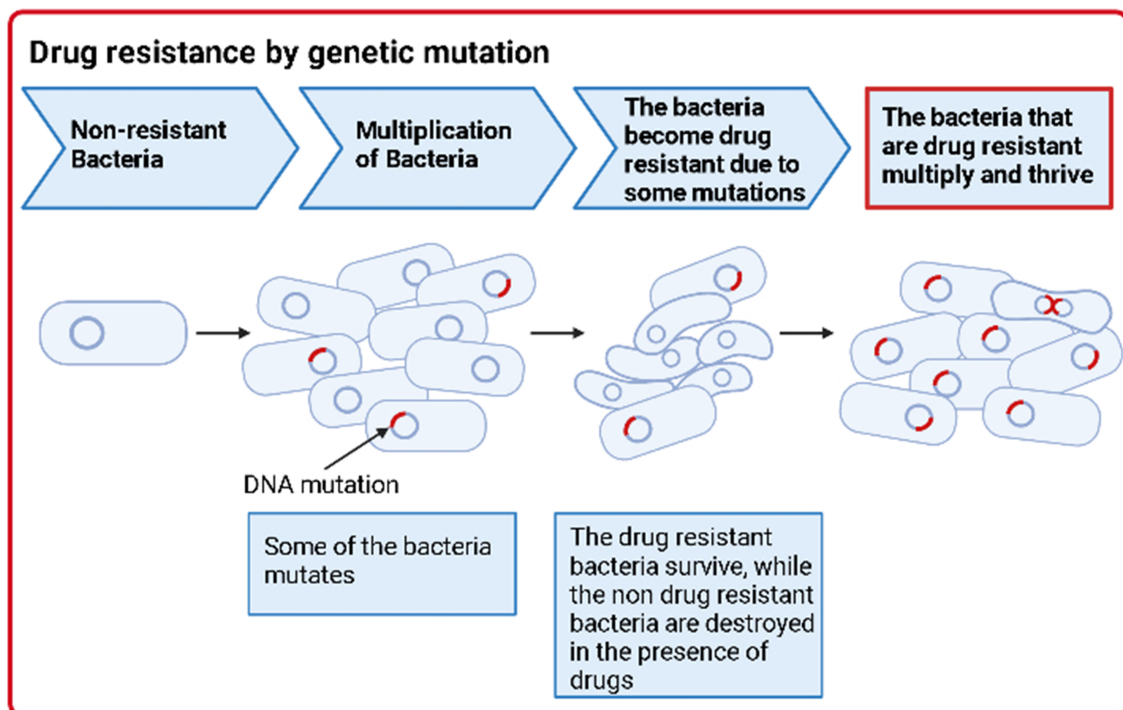 Drug resistance by genetic mutation
Non-resistant
Bacteria
Multiplication
of Bacteria
The bacteria
become drug
resistant due to
some mutations
The bacteria that
are drug resistant
multiply and thrive
DNA mutation
Some of the bacteria
mutates
The drug resistant
bacteria survive, while
the non drug resistant
bacteria are destroyed
in the presence of
drugs